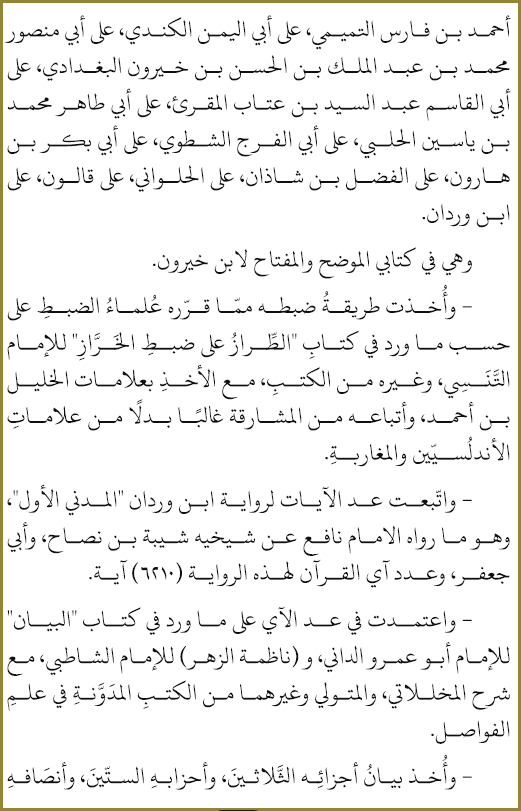 أحمد بن فارس التميمي، على أبي اليمن الكندي، على أبي منصور
محمد بن عبد الملك بن الحسن بن خيرون البغدادي، على
أبي القاسم عبد السيد بن عتاب المقرئ، على أبي طاهر محمد
بن ياسين الحلبي، على أبي الفرج الشطوي، على أبي بكر بن
هارون، على الفضل بن شاذان، على الحلواني، على قالون، على
ابن وردان.
وهي في كتابي الموضح والمفتاح لابن خيرون.
- وأُخذت طريقةُ ضبطه ممّا قرّره عُلماءُ الضبطِ على
حسب ما ورد في كتابِ "الطِّرازُ على ضبطِ الخَرَّازِ" للإمام
التَّنَسِي، وغيره من الكتبِ، مع الأخذِ بعلامات الخليل
بن أحمد، وأتباعه من المشارقة غالبًا بدلًا من علاماتِ
الأندلُسيّين والمغاربةِ.
- واتّبعت عد الآيات لرواية ابن وردان "المدني الأول"،
وهو ما رواه الامام نافع عن شيخيه شيبة بن نصاح، وأبي
جعفر، وعدد آي القرآن لهذه الرواية (٦٢١٠) آية.
- واعتمدت في عد الآي على ما ورد في كتاب "البيان"
للإمام أبو عمرو الداني، و (ناظمة الزهر) للإمام الشاطبي، مع
شرح المخللاتي، والمتولي وغيرهما من الكتبِ المدَوَّنةِ في علمِ
الفواصل.
- وأُخذ بيانُ أجزائِه الثَّلاثينَ، وأحزابهِ الستّينَ، وأنصَافهِ